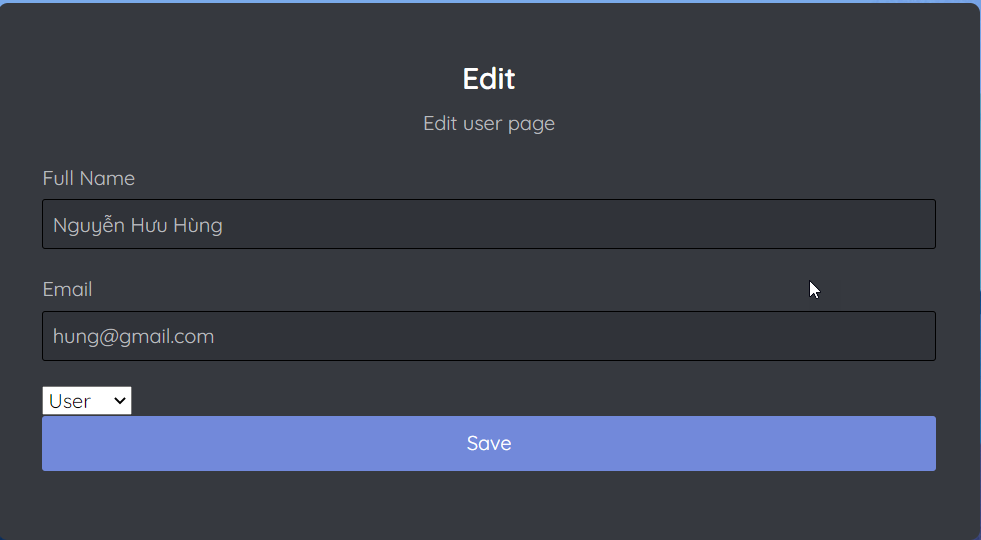 Edit
Edit user page
Full Name
Nguyễn Hưu Hùng
Email
hung@gmail.com
User
Save